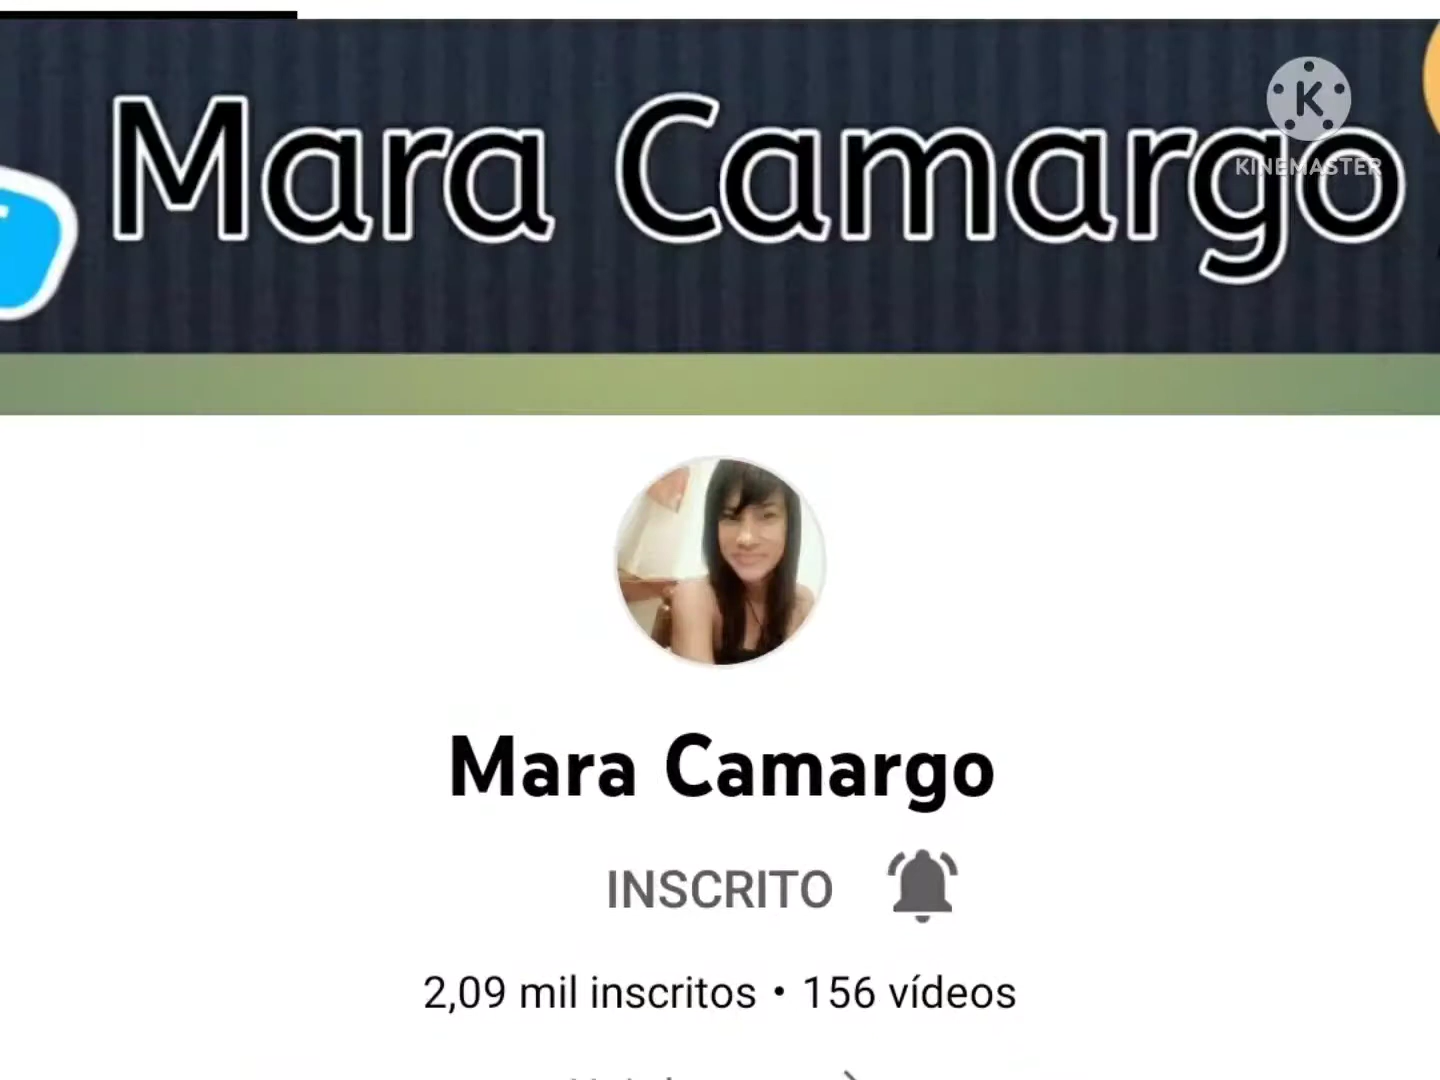 Mara Camargo
KINEMASTER
Mara Camargo
INSCRITO
2,09 mil inscritos • 156 vídeos